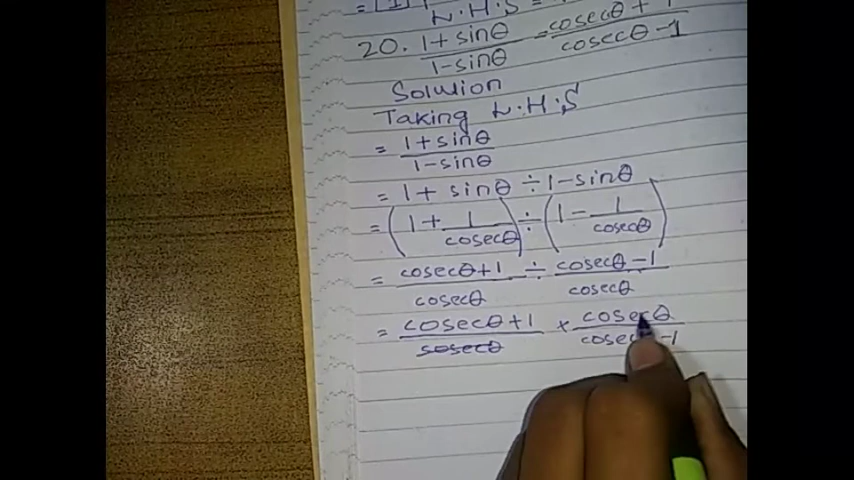 L.H.S =
20. 1+sinθ/1-sinθ = cosecθ+1/cosecθ-1
Solution
Taking L.H.S
= 1+sinθ/1-sinθ
= 1+ sinθ ÷ 1-sinθ
= (1+ 1/cosecθ) ÷ (1- 1/cosecθ)
= cosecθ+1/cosecθ ÷ cosecθ-1/cosecθ
= cosecθ+1/cosecθ × cosecθ/cosec -1